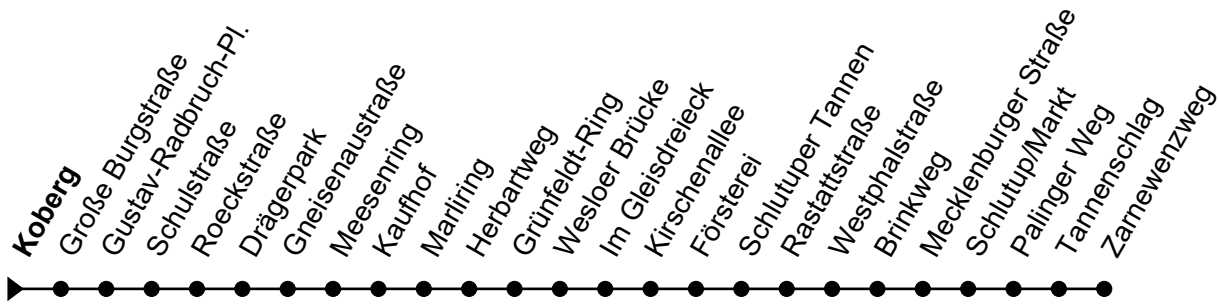 Koberg
Große Burgstraße
Gustav-Radbruch-Pl.
Schulstraße
Roeckstraße
Drägerpark
Gneisenaustraße
Meesenring
Kaufhof
Marliring
Herbartweg
Grünfeldt-Ring
Wesloer Brücke
Im Gleisdreieck
Kirschenallee
Försterei
Schlutuper Tannen
Rastattstraße
Westphalstraße
Brinkweg
Mecklenburger Straße
Schlutup/Markt
Palinger Weg
Tannenschlag
Zarnewenzweg